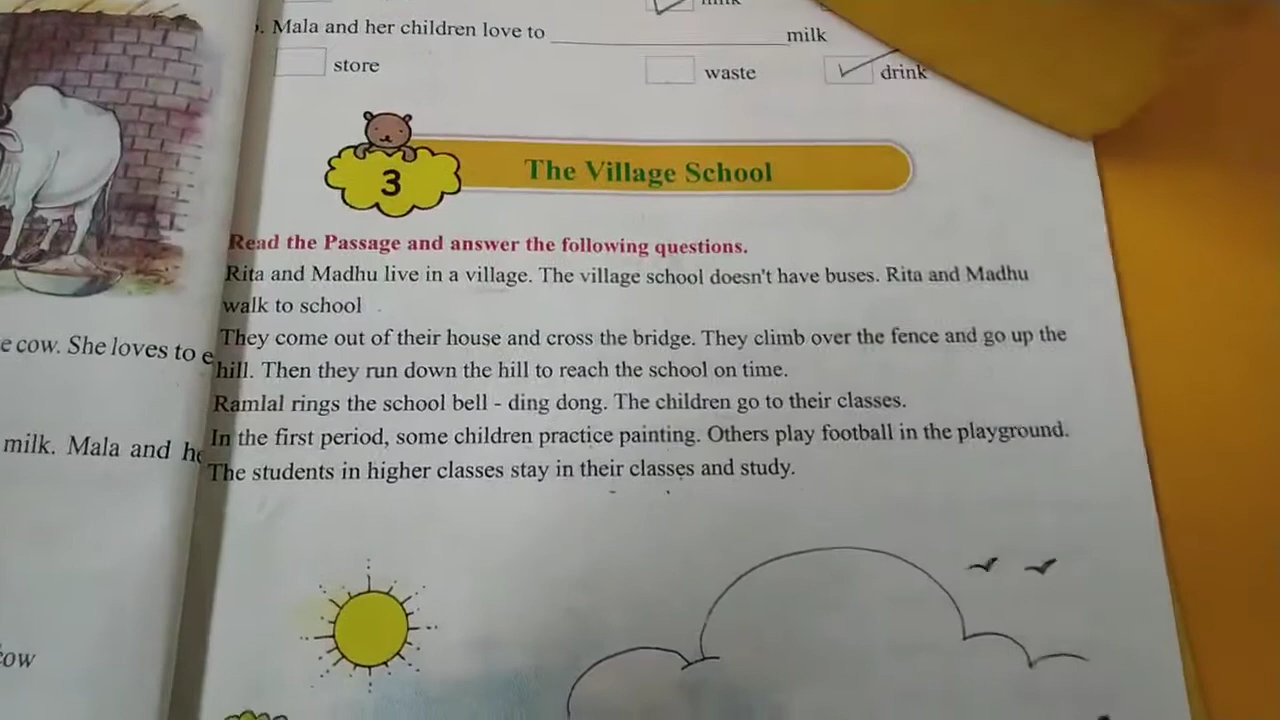 e cow. She loves to e
milk. Mala and he
cow
. Mala and her children love to ____________________ milk
store waste drink
3
The Village School
Read the Passage and answer the following questions.
Rita and Madhu live in a village. The village school doesn't have buses. Rita and Madhu
walk to school
They come out of their house and cross the bridge. They climb over the fence and go up the
hill. Then they run down the hill to reach the school on time.
Ramlal rings the school bell - ding dong. The children go to their classes.
In the first period, some children practice painting. Others play football in the playground.
The students in higher classes stay in their classes and study.